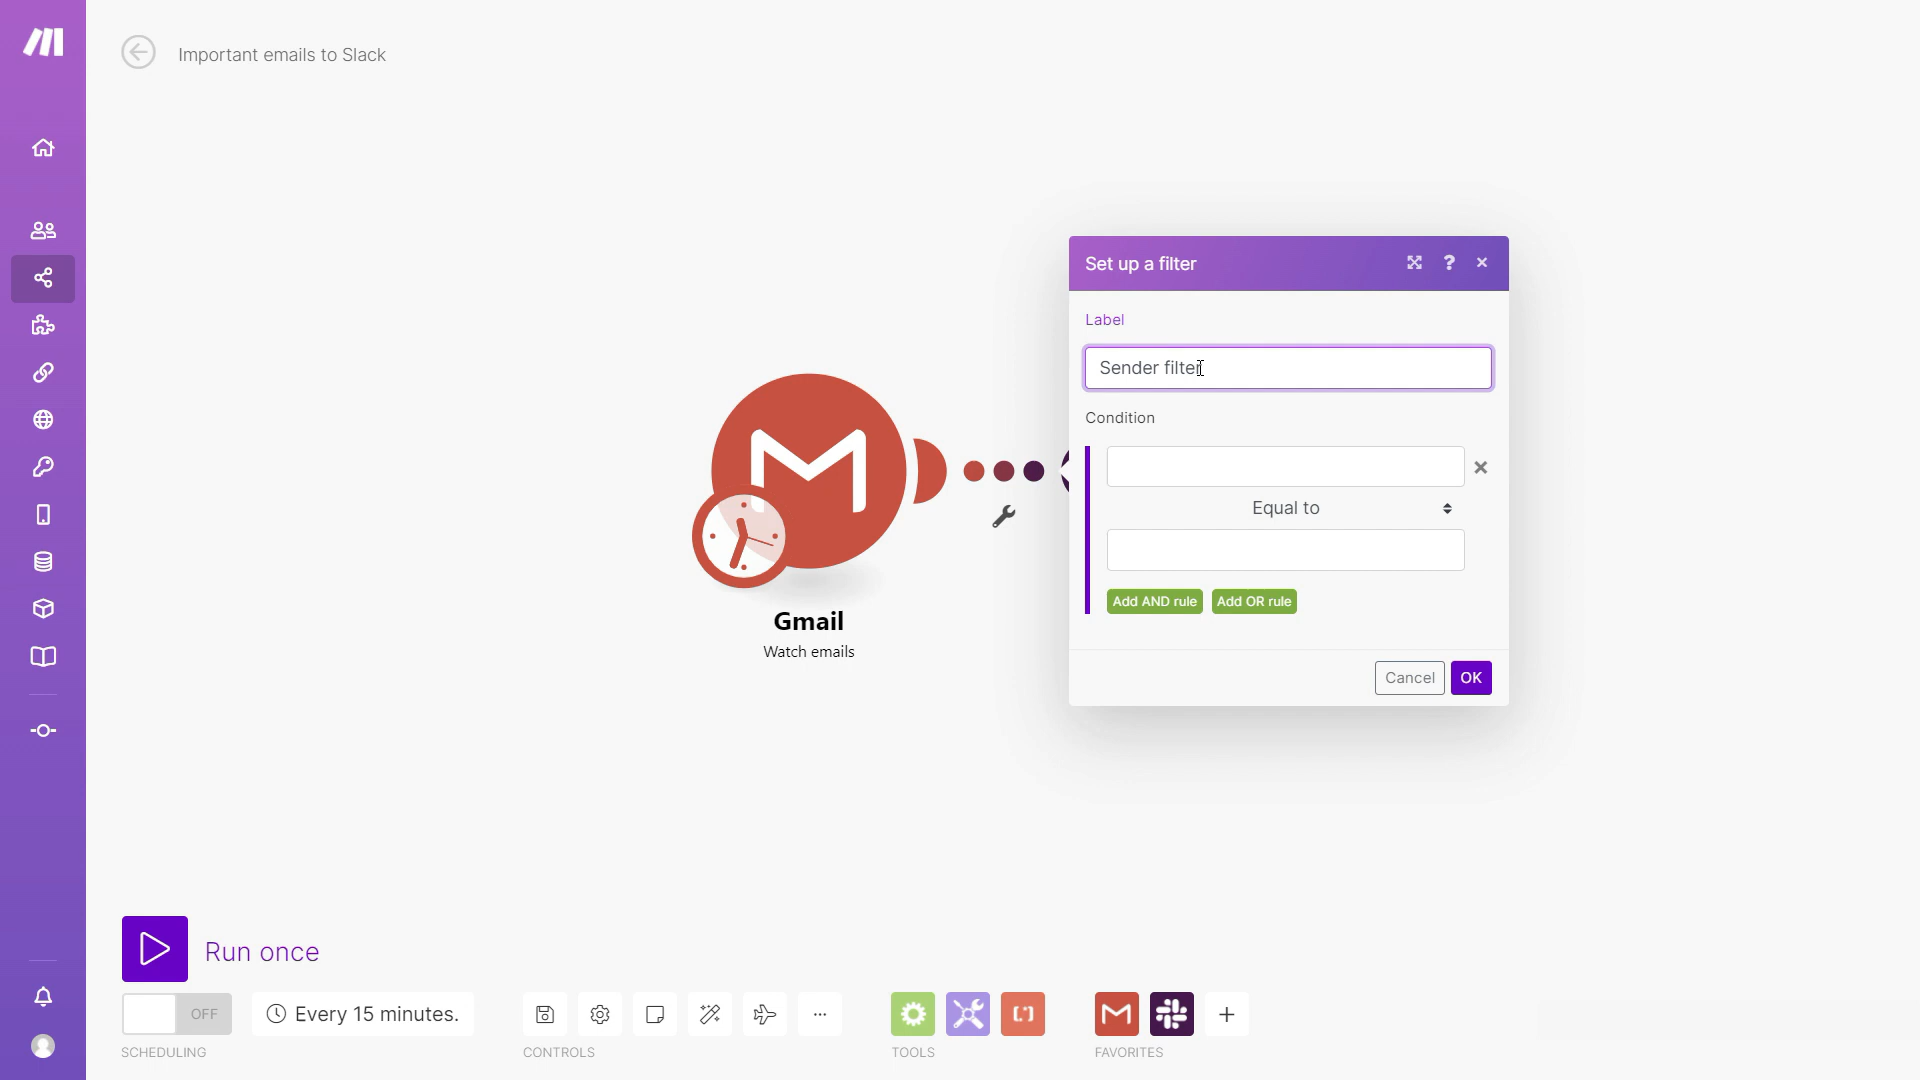 Important emails to Slack
Set up a filter
Label
Sender filter
Condition
Equal to
Add AND rule Add OR rule
Cancel OK
Gmail
Watch emails
Run once
OFF
Every 15 minutes.
SCHEDULING
CONTROLS
TOOLS
FAVORITES